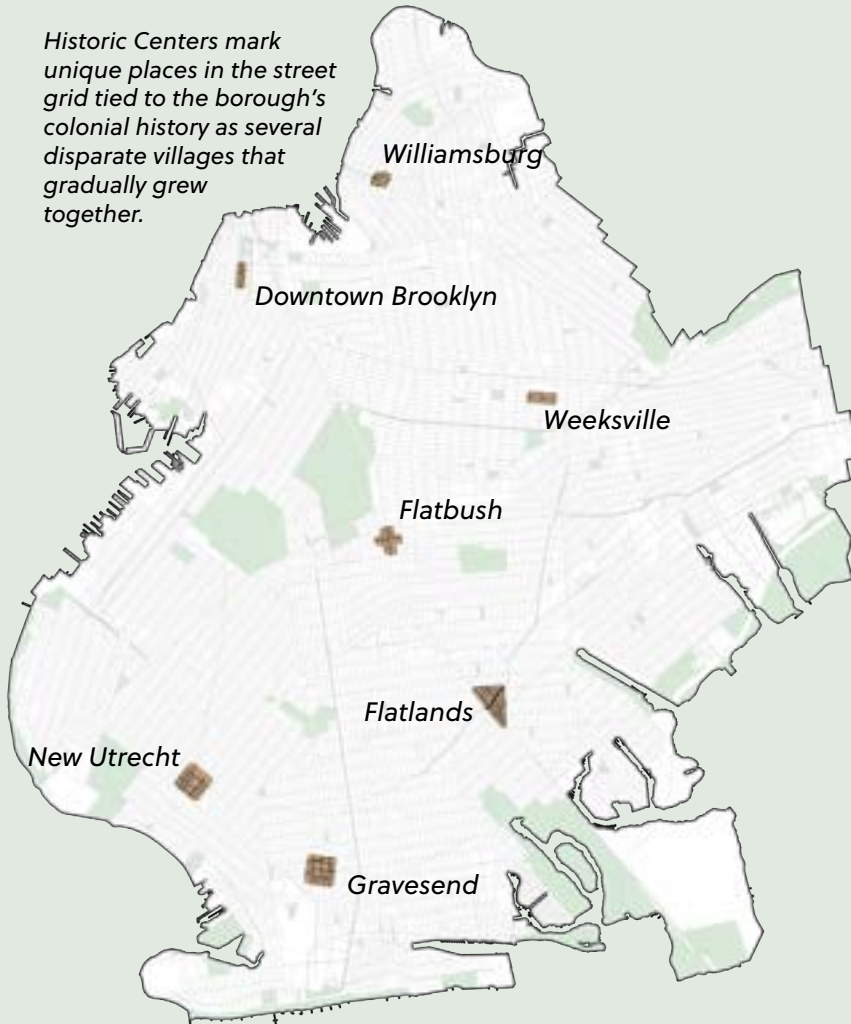 Historic Centers mark
unique places in the street
grid tied to the borough’s
colonial history as several
disparate villages that
gradually grew
together.
Williamsburg
Downtown Brooklyn
Weeksville
Flatbush
Flatlands
New Utrecht
Gravesend